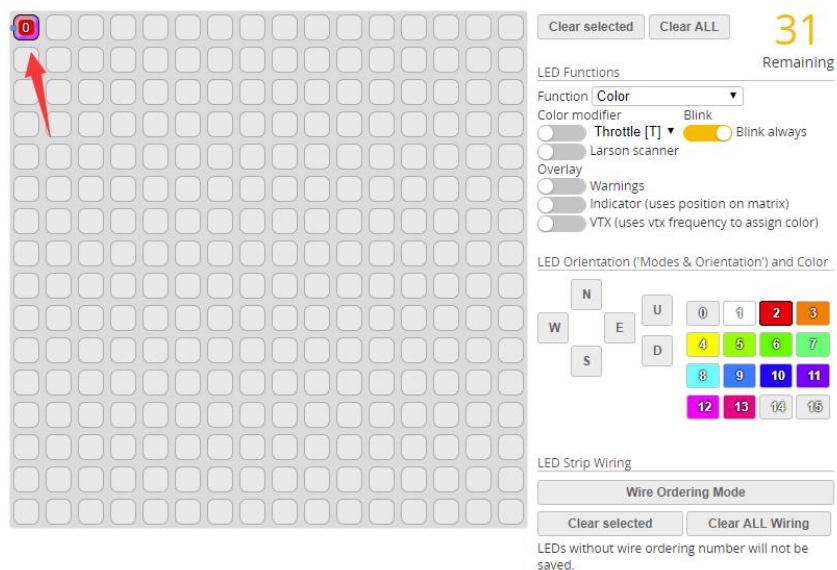 0
Clear selected Clear ALL
31
Remaining
LED Functions
Function Color
Color modifier Blink
Throttle [T] Blink always
Larson scanner
Overlay
Warnings
Indicator (uses position on matrix)
VTX (uses vtx frequency to assign color)
LED Orientation ('Modes & Orientation') and Color
N
W E
S
U
D
0 1 2 3
4 5 6 7
8 9 10 11
12 13 14 15
LED Strip Wiring
Wire Ordering Mode
Clear selected Clear ALL Wiring
LEDs without wire ordering number will not be
saved.